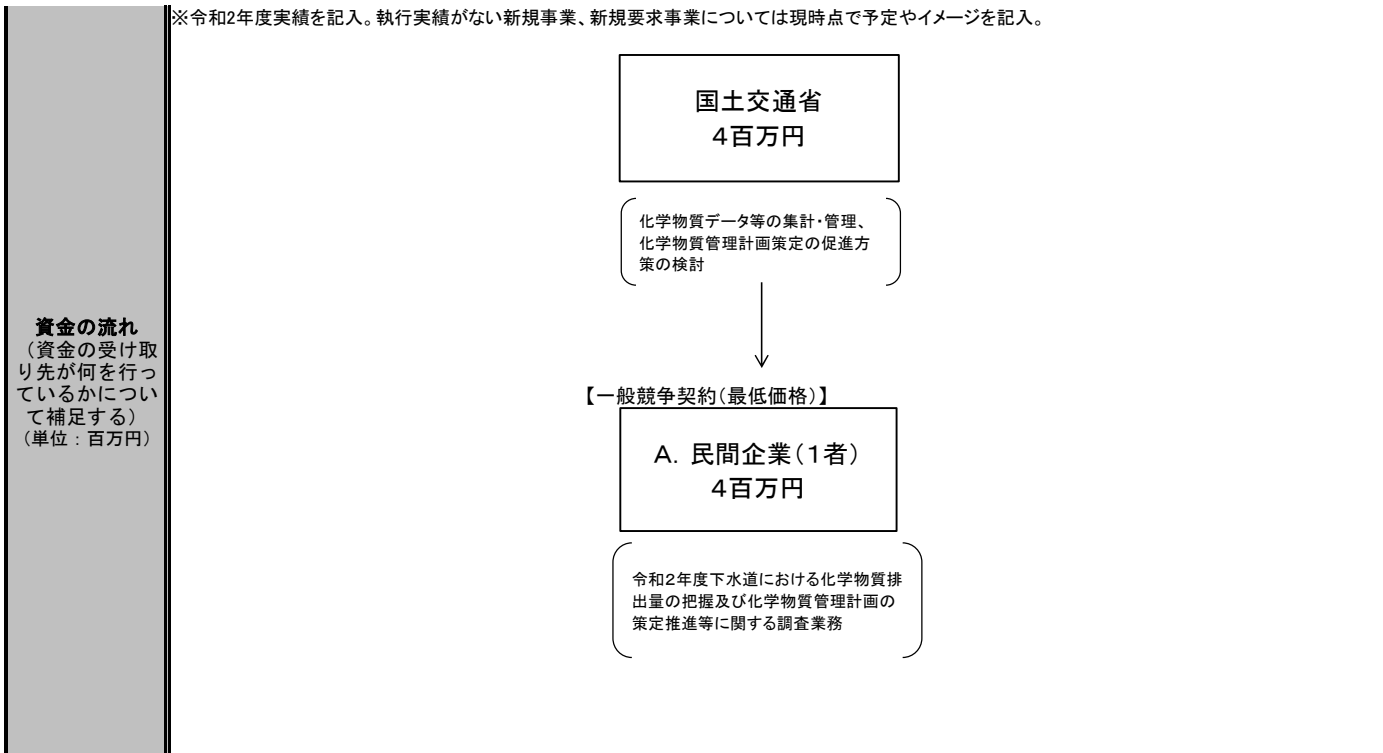 ※令和2年度実績を記入。執行実績がない新規事業、新規要求事業については現時点で予定やイメージを記入。
国土交通省
4百万円
化学物質データ等の集計・管理、
化学物質管理計画策定の促進方
策の検討
資金の流れ
（資金の受け取
り先が何を行っ
ているかについ
て補足する）
（単位：百万円）
【一般競争契約（最低価格）】
A．民間企業（1者）
4百万円
令和２年度下水道における化学物質排
出量の把握及び化学物質管理計画の
策定推進等に関する調査業務